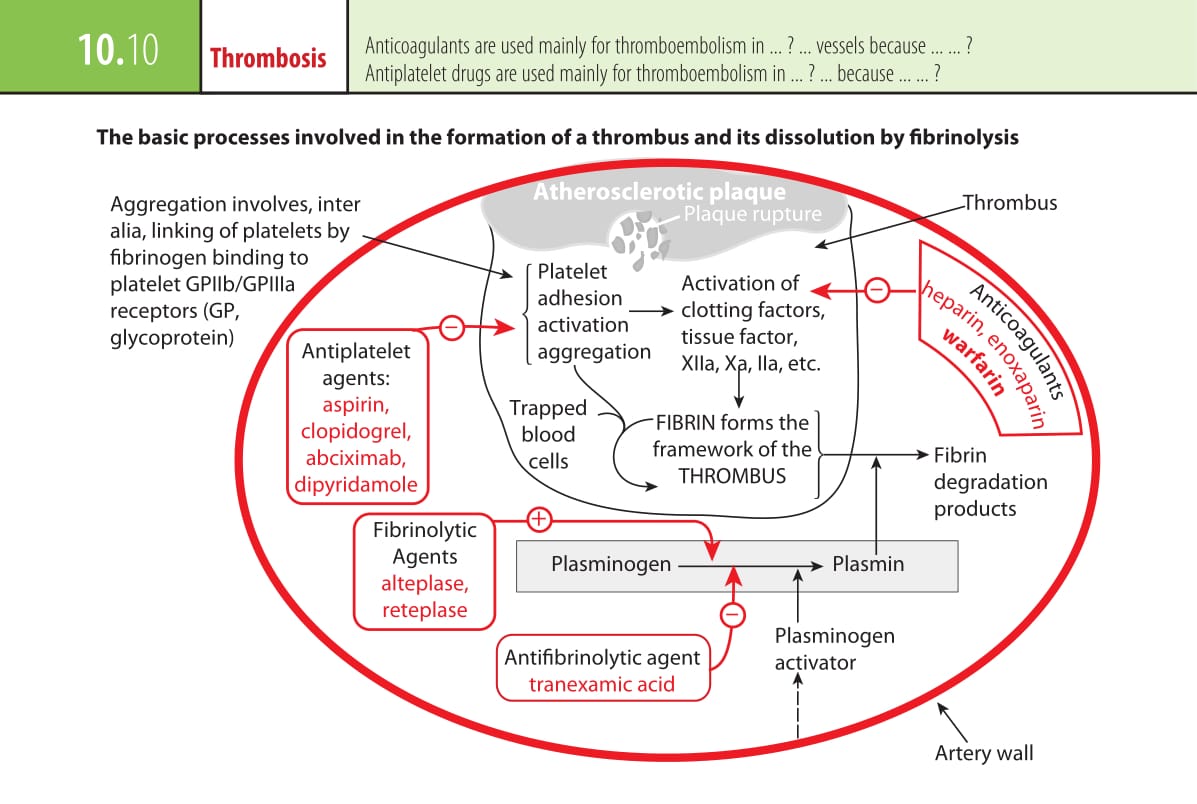 10.10
Thrombosis
Anticoagulants are used mainly for thromboembolism in ... ? ... vessels because ... ... ?
Antiplatelet drugs are used mainly for thromboembolism in ... ? ... because ... ... ?
The basic processes involved in the formation of a thrombus and its dissolution by fibrinolysis
Aggregation involves, inter
alia, linking of platelets by
fibrinogen binding to
platelet GPIIb/GPIIIa
receptors (GP,
glycoprotein)
Atherosclerotic plaque
Plaque rupture
Thrombus
Platelet
adhesion
activation
aggregation
Activation of
clotting factors,
tissue factor,
XIIa, Xa, IIa, etc.
−
Anticoagulants
heparin, enoxaparin
warfarin
−
Antiplatelet
agents:
aspirin,
clopidogrel,
abciximab,
dipyridamole
Trapped
blood
cells
FIBRIN forms the
framework of the
THROMBUS
Fibrin
degradation
products
Fibrinolytic
Agents
alteplase,
reteplase
+
Plasminogen
Plasmin
−
Antifibrinolytic agent
tranexamic acid
Plasminogen
activator
Artery wall